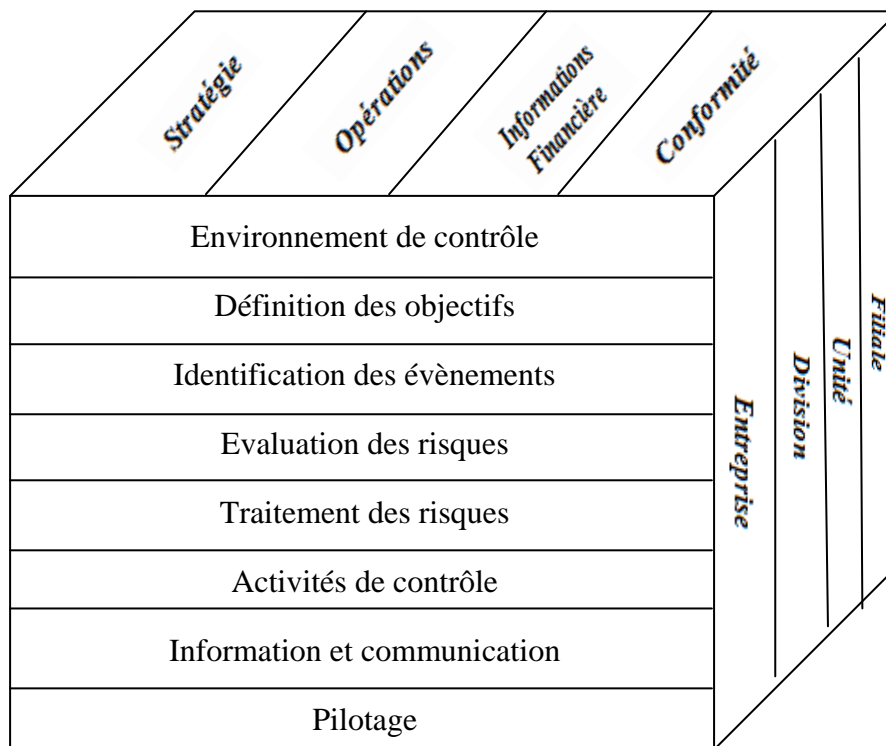 Stratégie
Opérations
Informations
Financière
Conformité
Environnement de contrôle
Définition des objectifs
Identification des évènements
Evaluation des risques
Traitement des risques
Activités de contrôle
Information et communication
Pilotage
Entreprise
Division
Unité
Filiale